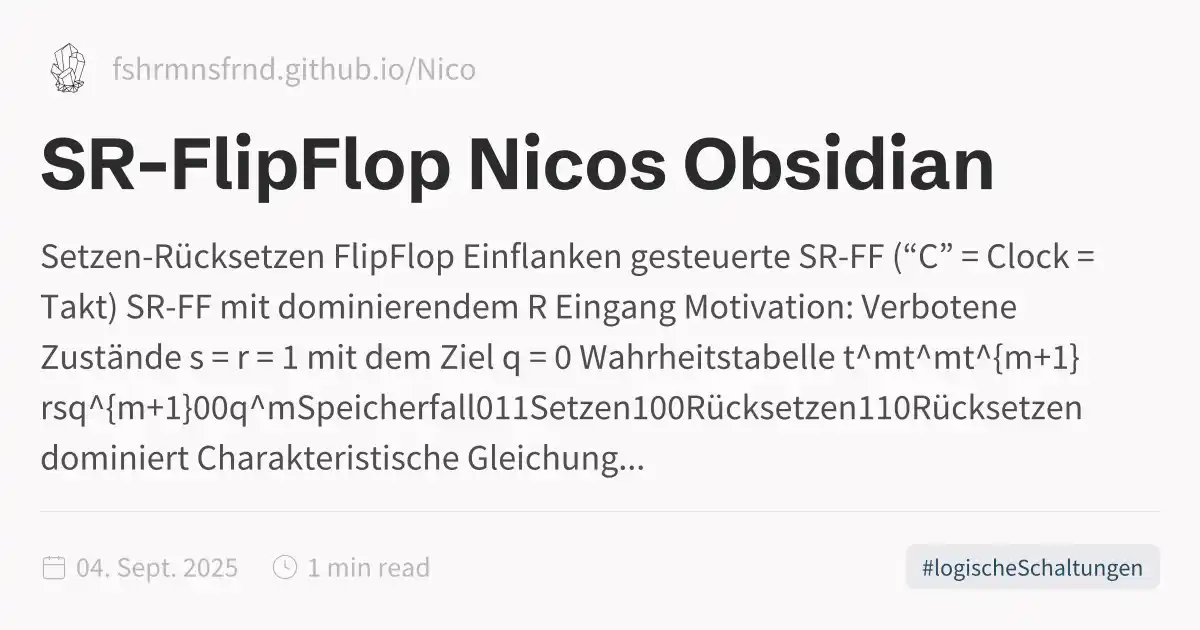 fshrmnsfrnd.github.io/Nico
SR-FlipFlop Nicos Obsidian
Setzen-Rücksetzen FlipFlop Einflanken gesteuerte SR-FF (“C” = Clock =
Takt) SR-FF mit dominierendem R Eingang Motivation: Verbotene
Zustände s = r = 1 mit dem Ziel q = 0 Wahrheitstabelle t^mt^mt^{m+1}
rsq^{m+1}00q^mSpeicherfall011Setzen100Rücksetzen110Rücksetzen
dominiert Charakteristische Gleichung...
04. Sept. 2025
1 min read
#logischeSchaltungen